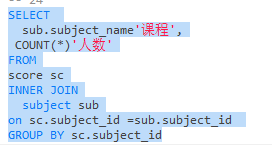 SELECT
sub.subject_name'课程',
COUNT(*)'人数'
FROM
score sc
INNER JOIN
subject sub
on sc.subject_id =sub.subject_id
GROUP BY sc.subject_id